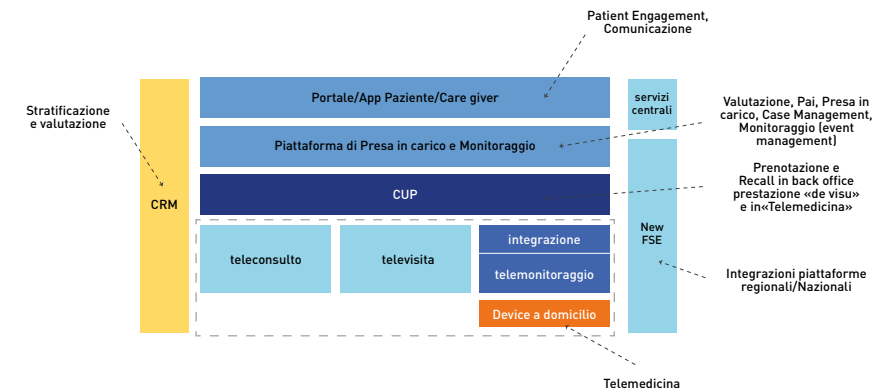 Patient Engagement,
Comunicazione
Portale/App Paziente/Care giver
servizi
centrali
Stratificazione
e valutazione
Valutazione, Pai, Presa in
carico, Case Management,
Monitoraggio (event
management)
Piattaforma di Presa in carico e Monitoraggio
Prenotazione e
Recall in back office
prestazione «de visu»
e in«Telemedicina»
CUP
CRM
New
FSE
teleconsulto
televisita
integrazione
telemonitoraggio
Integrazioni piattaforme
regionali/Nazionali
Device a domicilio
Telemedicina